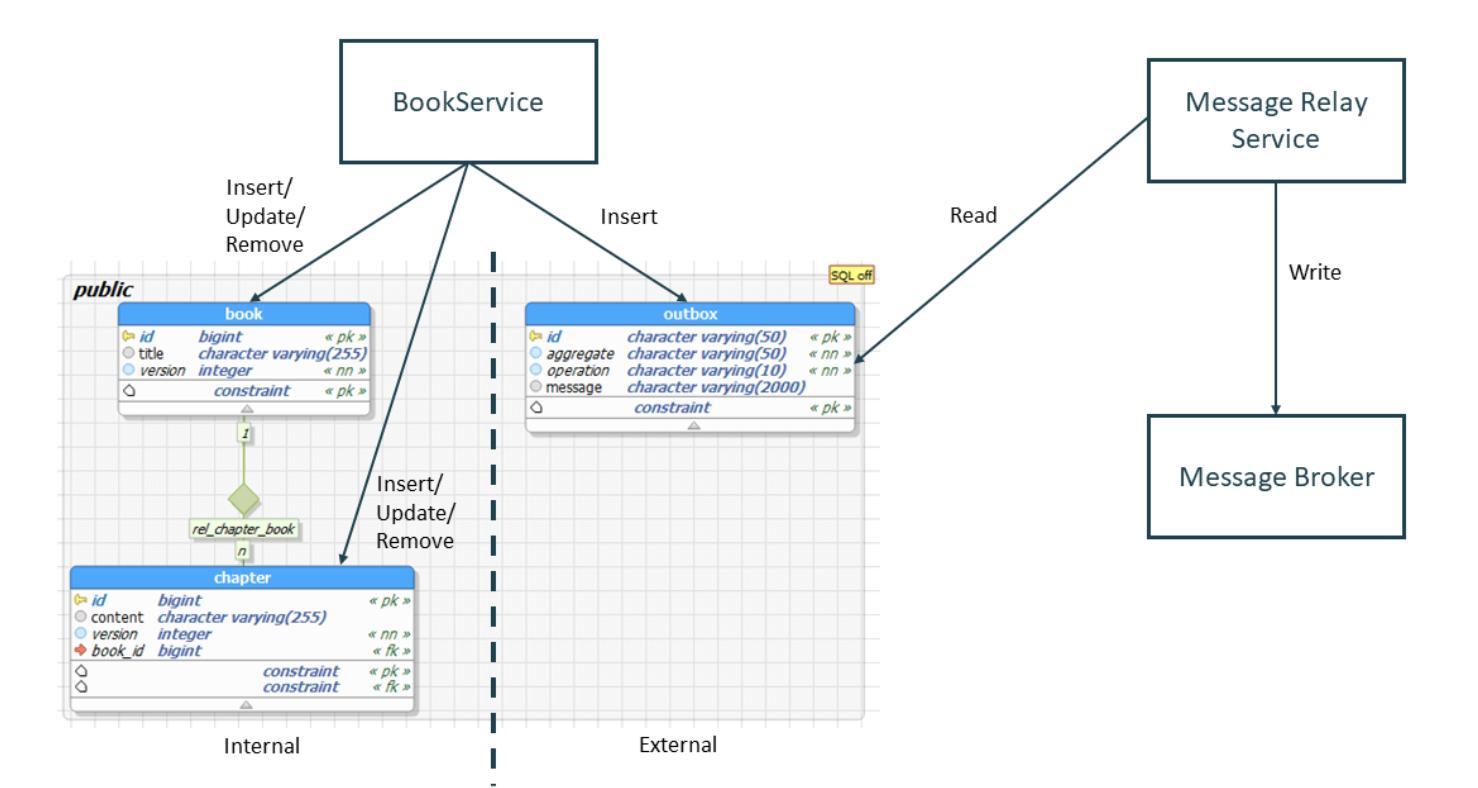 BookService
Message Relay
Service
Insert/
Update/
Remove
Insert
Read
Write
SQL off
public
book
id bigint « pk »
title character varying(255)
version integer « nn »
constraint « pk »
1
rel_chapter_book
n
outbox
id character varying(50) « pk »
aggregate character varying(50) « nn »
operation character varying(10) « nn »
message character varying(2000)
constraint « pk »
Insert/
Update/
Remove
Message Broker
chapter
id bigint « pk »
content character varying(255)
version integer « nn »
book_id bigint « fk »
constraint « pk »
constraint « fk »
Internal
External